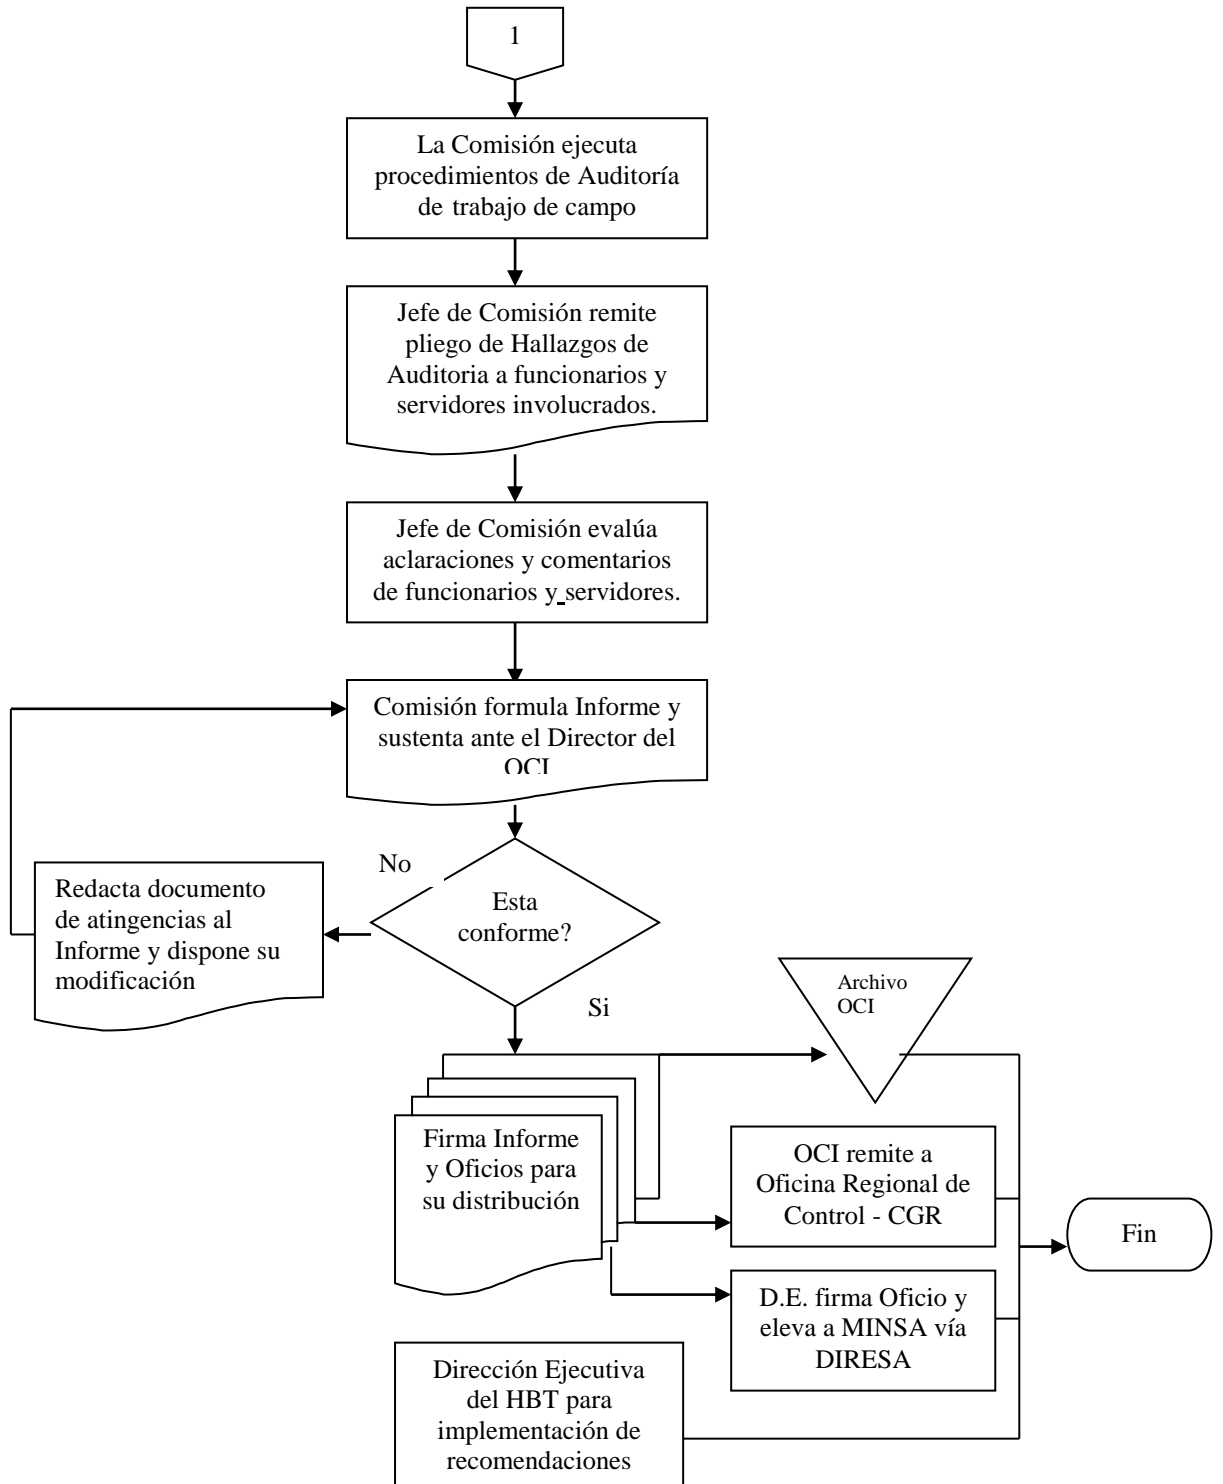 1
La Comisión ejecuta
procedimientos de Auditoría
de trabajo de campo
Jefe de Comisión remite
pliego de Hallazgos de
Auditoria a funcionarios y
servidores involucrados.
Jefe de Comisión evalúa
aclaraciones y comentarios
de funcionarios y servidores.
Comisión formula Informe y
sustenta ante el Director del
OCI
No
Redacta documento
de atingencias al
Informe y dispone su
modificación
Esta
conforme?
Si
Archivo
OCI
Firma Informe
y Oficios para
su distribución
OCI remite a
Oficina Regional de
Control - CGR
Fin
D.E. firma Oficio y
eleva a MINSA vía
DIRESA
Dirección Ejecutiva
del HBT para
implementación de
recomendaciones